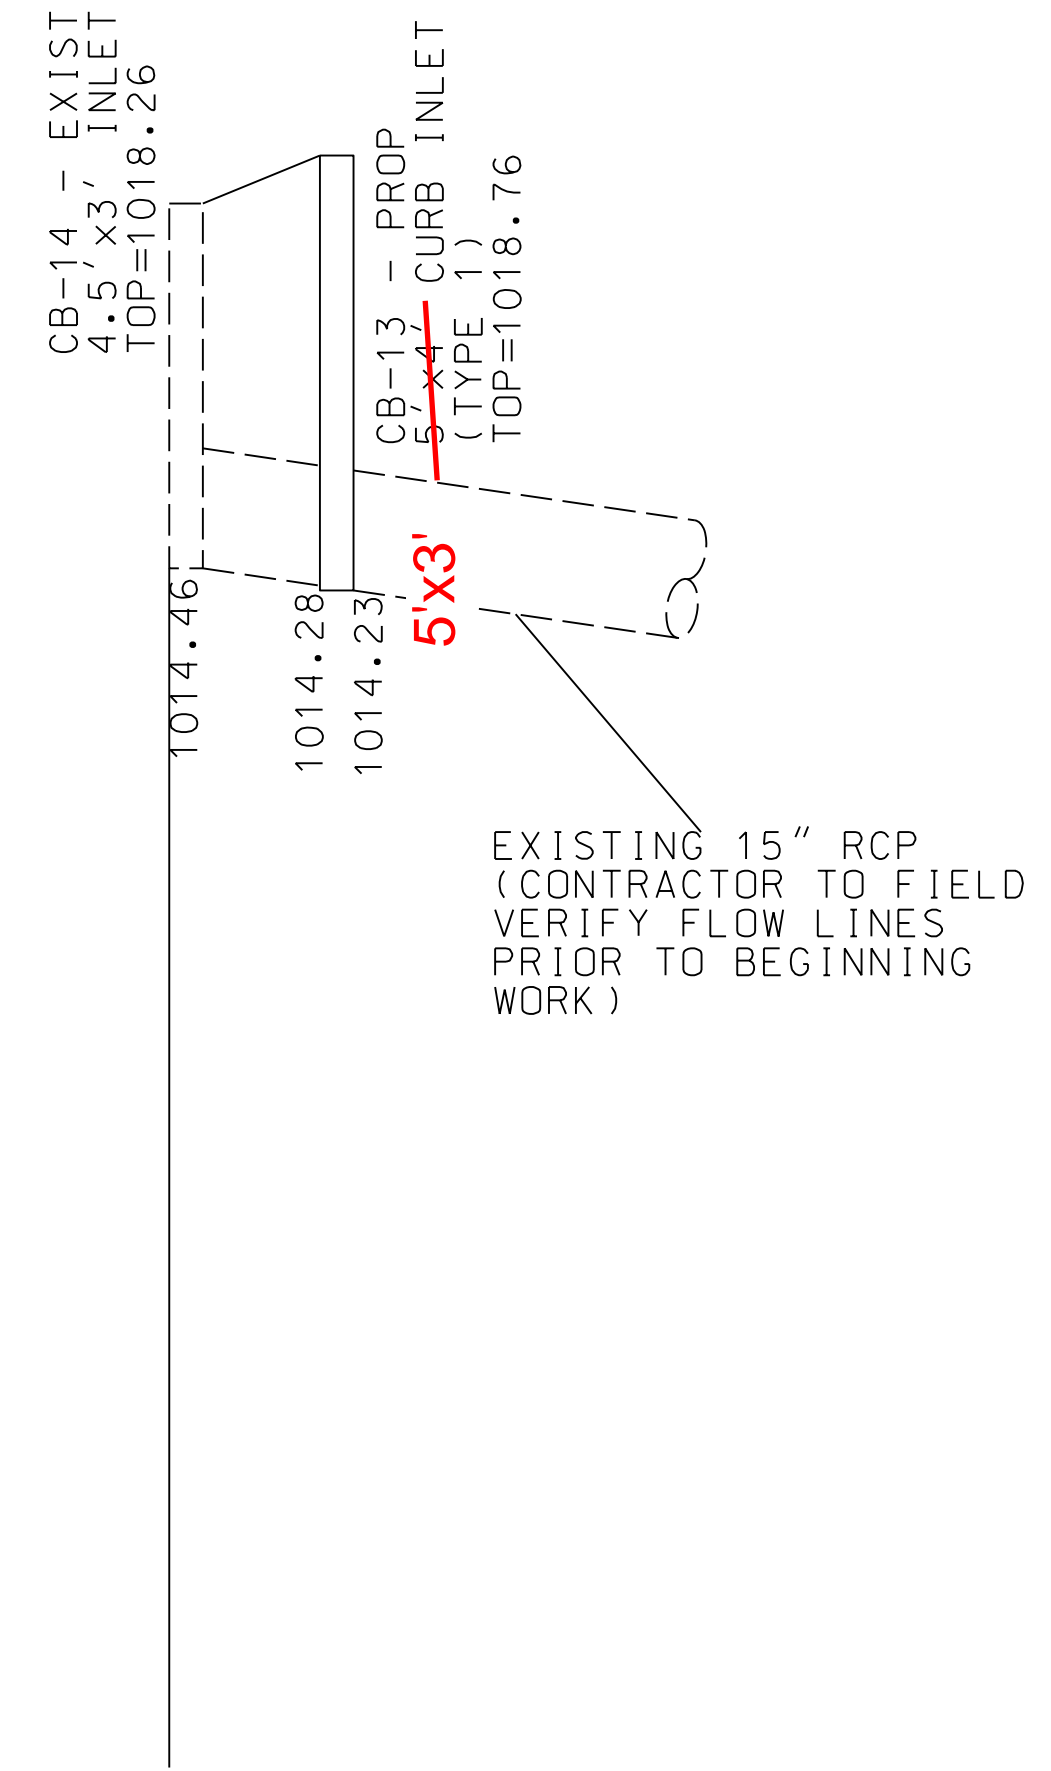 CB-14 - EXIST
4.5'x3' INLET
TOP=1018.26
CB-13 - PROP
5'x4' CURB INLET
(TYPE 1)
TOP=1018.76
5'x3'
1014.46
1014.28
1014.23
EXISTING 15" RCP
(CONTRACTOR TO FIELD
VERIFY FLOW LINES
PRIOR TO BEGINNING
WORK)